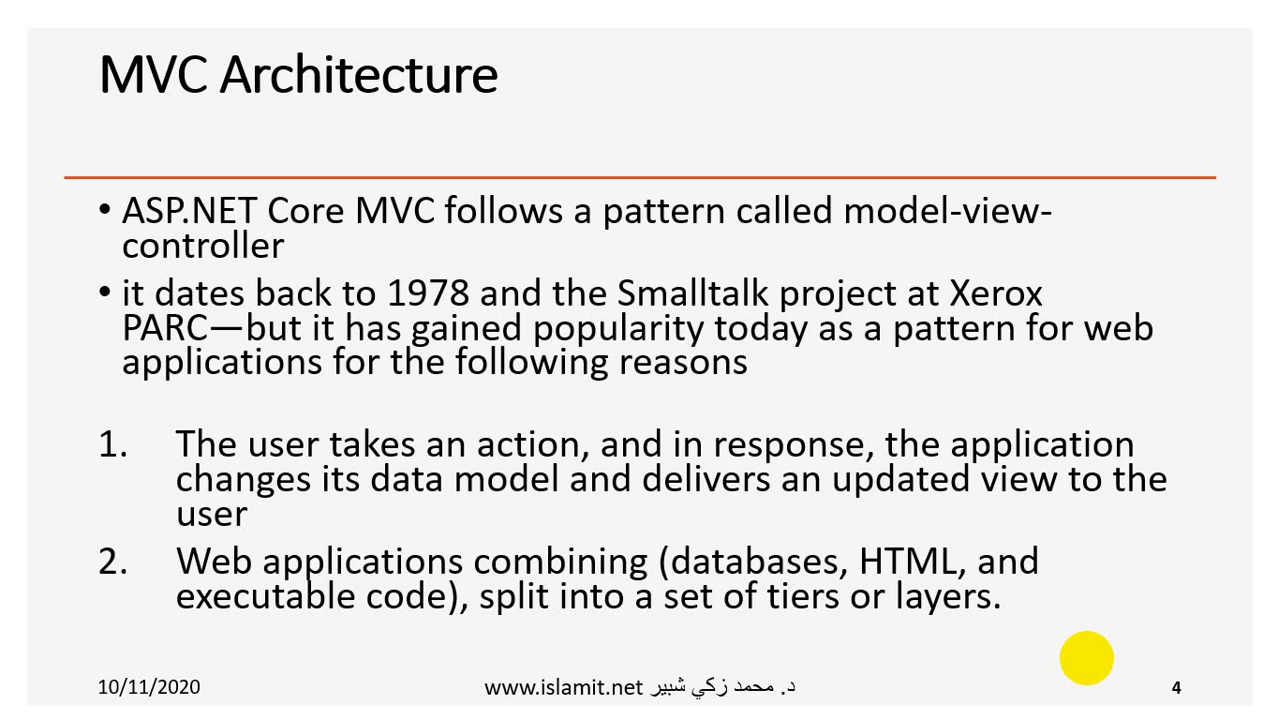 MVC Architecture
• ASP.NET Core MVC follows a pattern called model-view-
controller
• it dates back to 1978 and the Smalltalk project at Xerox
PARC—but it has gained popularity today as a pattern for web
applications for the following reasons
1. The user takes an action, and in response, the application
changes its data model and delivers an updated view to the
user
2. Web applications combining (databases, HTML, and
executable code), split into a set of tiers or layers.
10/11/2020
www.islamit.net د. محمد زكي شبير
4